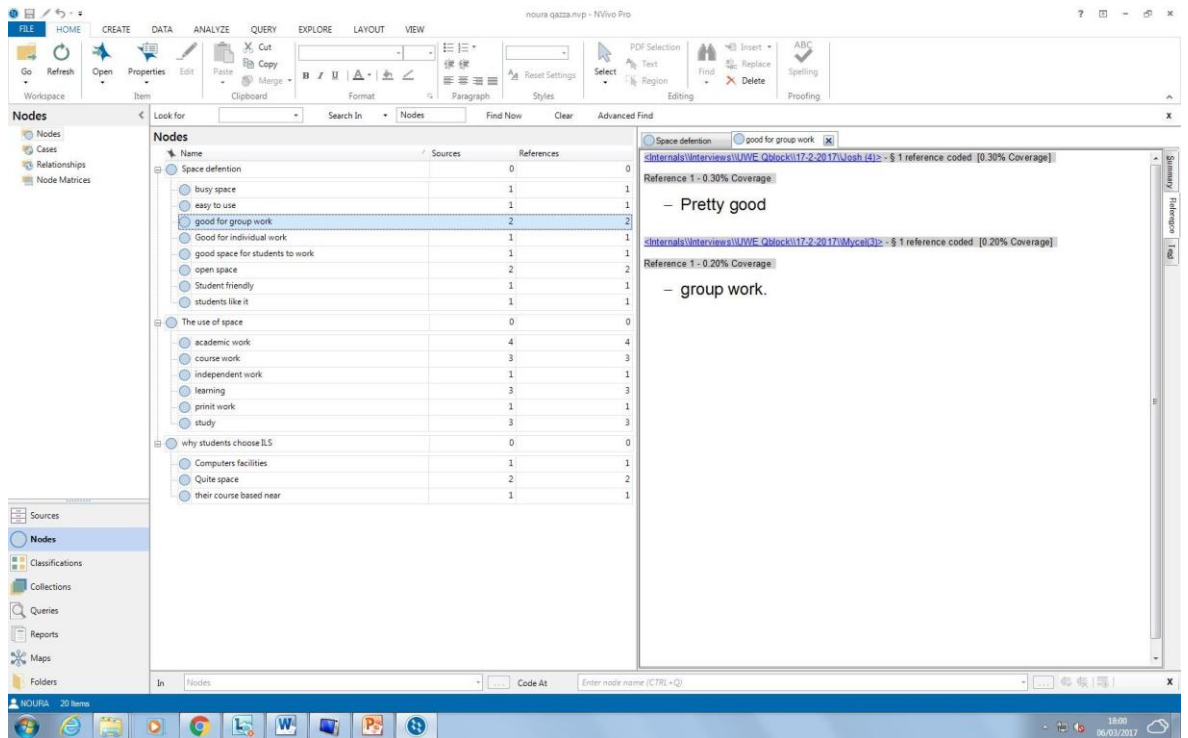 noura qazza.nvp - NVivo Pro
FILE HOME CREATE DATA ANALYZE QUERY EXPLORE LAYOUT VIEW
Go Refresh Open Properties Edit Paste Cut Copy Merge B I U A Reset Settings Select PDF Selection Text Region Find Insert Replace Delete ABC Spelling
Workspace Item Clipboard Format Paragraph Styles Editing Proofing
Nodes Look for Search In Nodes Find Now Clear Advanced Find x
Nodes
Cases
Relationships
Node Matrices
Nodes
Name Sources References
Space defention 0 0
busy space 1 1
easy to use 1 1
good for group work 2 2
Good for individual work 1 1
good space for students to work 1 1
open space 2 2
Student friendly 1 1
students like it 1 1
The use of space 0 0
academic work 4 4
course work 3 3
independent work 1 1
learning 3 3
prinit work 1 1
study 3 3
why students choose ILS 0 0
Computers facilities 1 1
Quite space 2 2
their course based near 1 1
Space defention good for group work x
<Internals\\Interviews\\UWE Qblock\\17-2-2017\\Josh (4)> - § 1 reference coded [0.30% Coverage]
Reference 1 - 0.30% Coverage
– Pretty good
<Internals\\Interviews\\UWE Qblock\\17-2-2017\\Mycel(3)> - § 1 reference coded [0.20% Coverage]
Reference 1 - 0.20% Coverage
– group work.
Summary
Reference
Text
Sources
Nodes
Classifications
Collections
Queries
Reports
Maps
Folders
In Nodes ... Code At Enter node name (CTRL+Q) ... x
NOURA 20 Items
18:00
06/03/2017